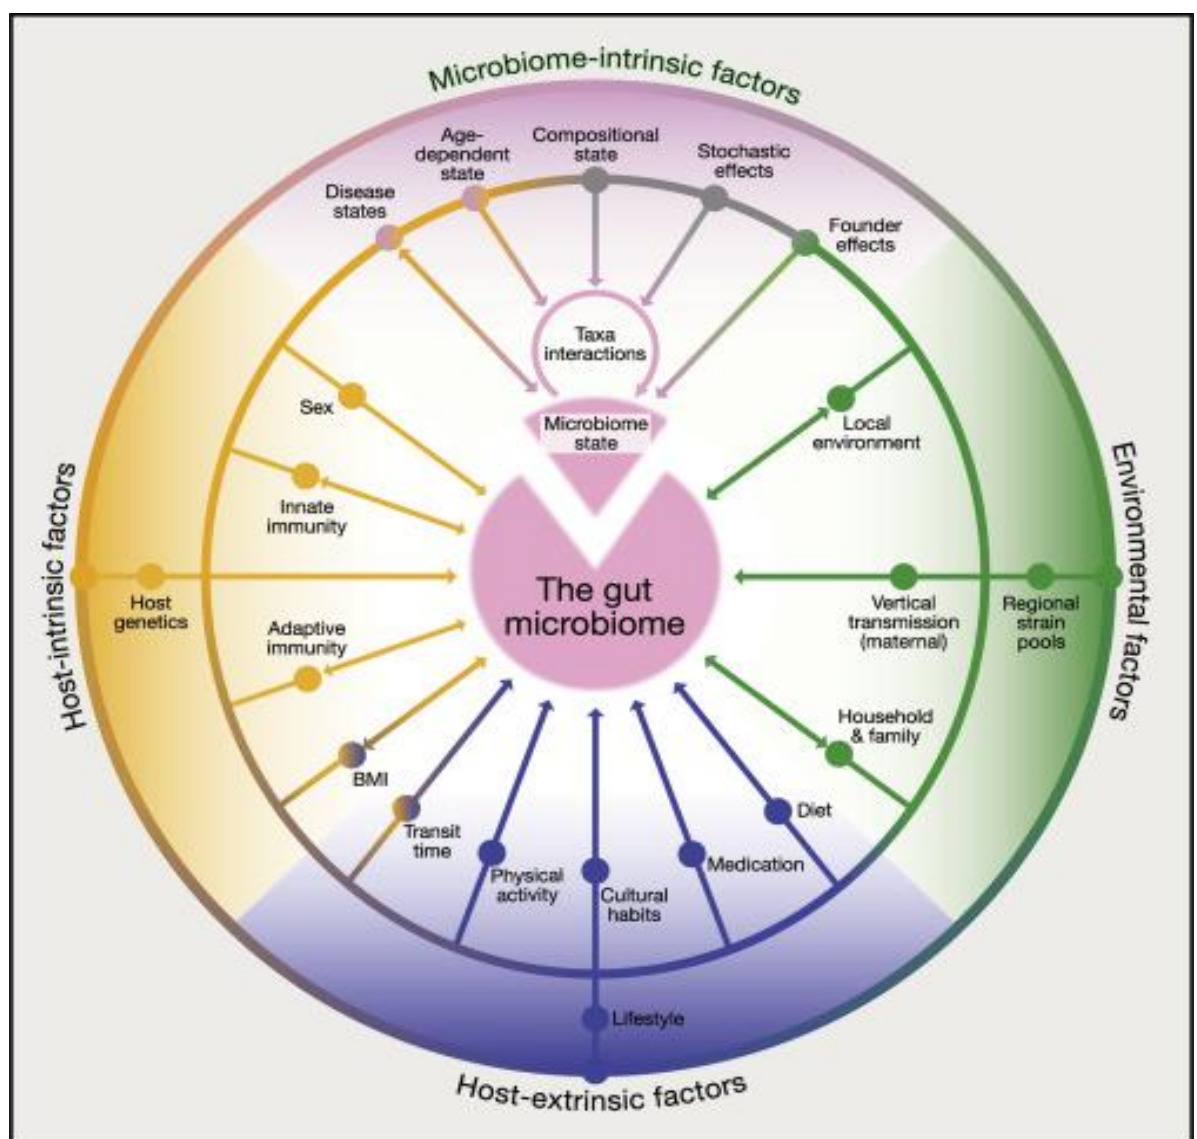 Microbiome-intrinsic factors
Age-
dependent
state
Compositional
state
Stochastic
effects
Disease
states
Founder
effects
Taxa
interactions
Microbiome
state
Sex
Local
environment
Innate
immunity
Host-intrinsic factors
Environmental factors
Host
genetics
The gut
microbiome
Vertical
transmission
(maternal)
Regional
strain
pools
Adaptive
immunity
Household
& family
BMI
Transit
time
Diet
Physical
activity
Medication
Cultural
habits
Lifestyle
Host-extrinsic factors